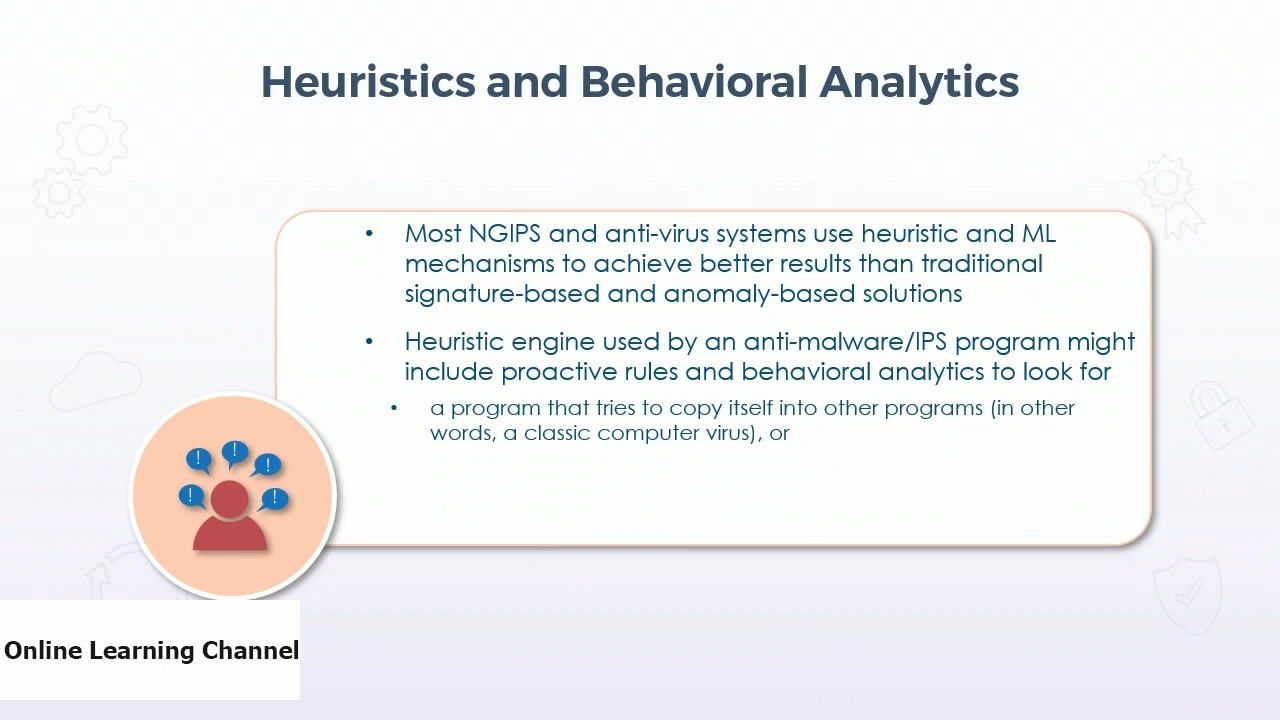 Heuristics and Behavioral Analytics
• Most NGIPS and anti-virus systems use heuristic and ML
mechanisms to achieve better results than traditional
signature-based and anomaly-based solutions
• Heuristic engine used by an anti-malware/IPS program might
include proactive rules and behavioral analytics to look for
• a program that tries to copy itself into other programs (in other
words, a classic computer virus), or
! ! ! ! !
Online Learning Channel